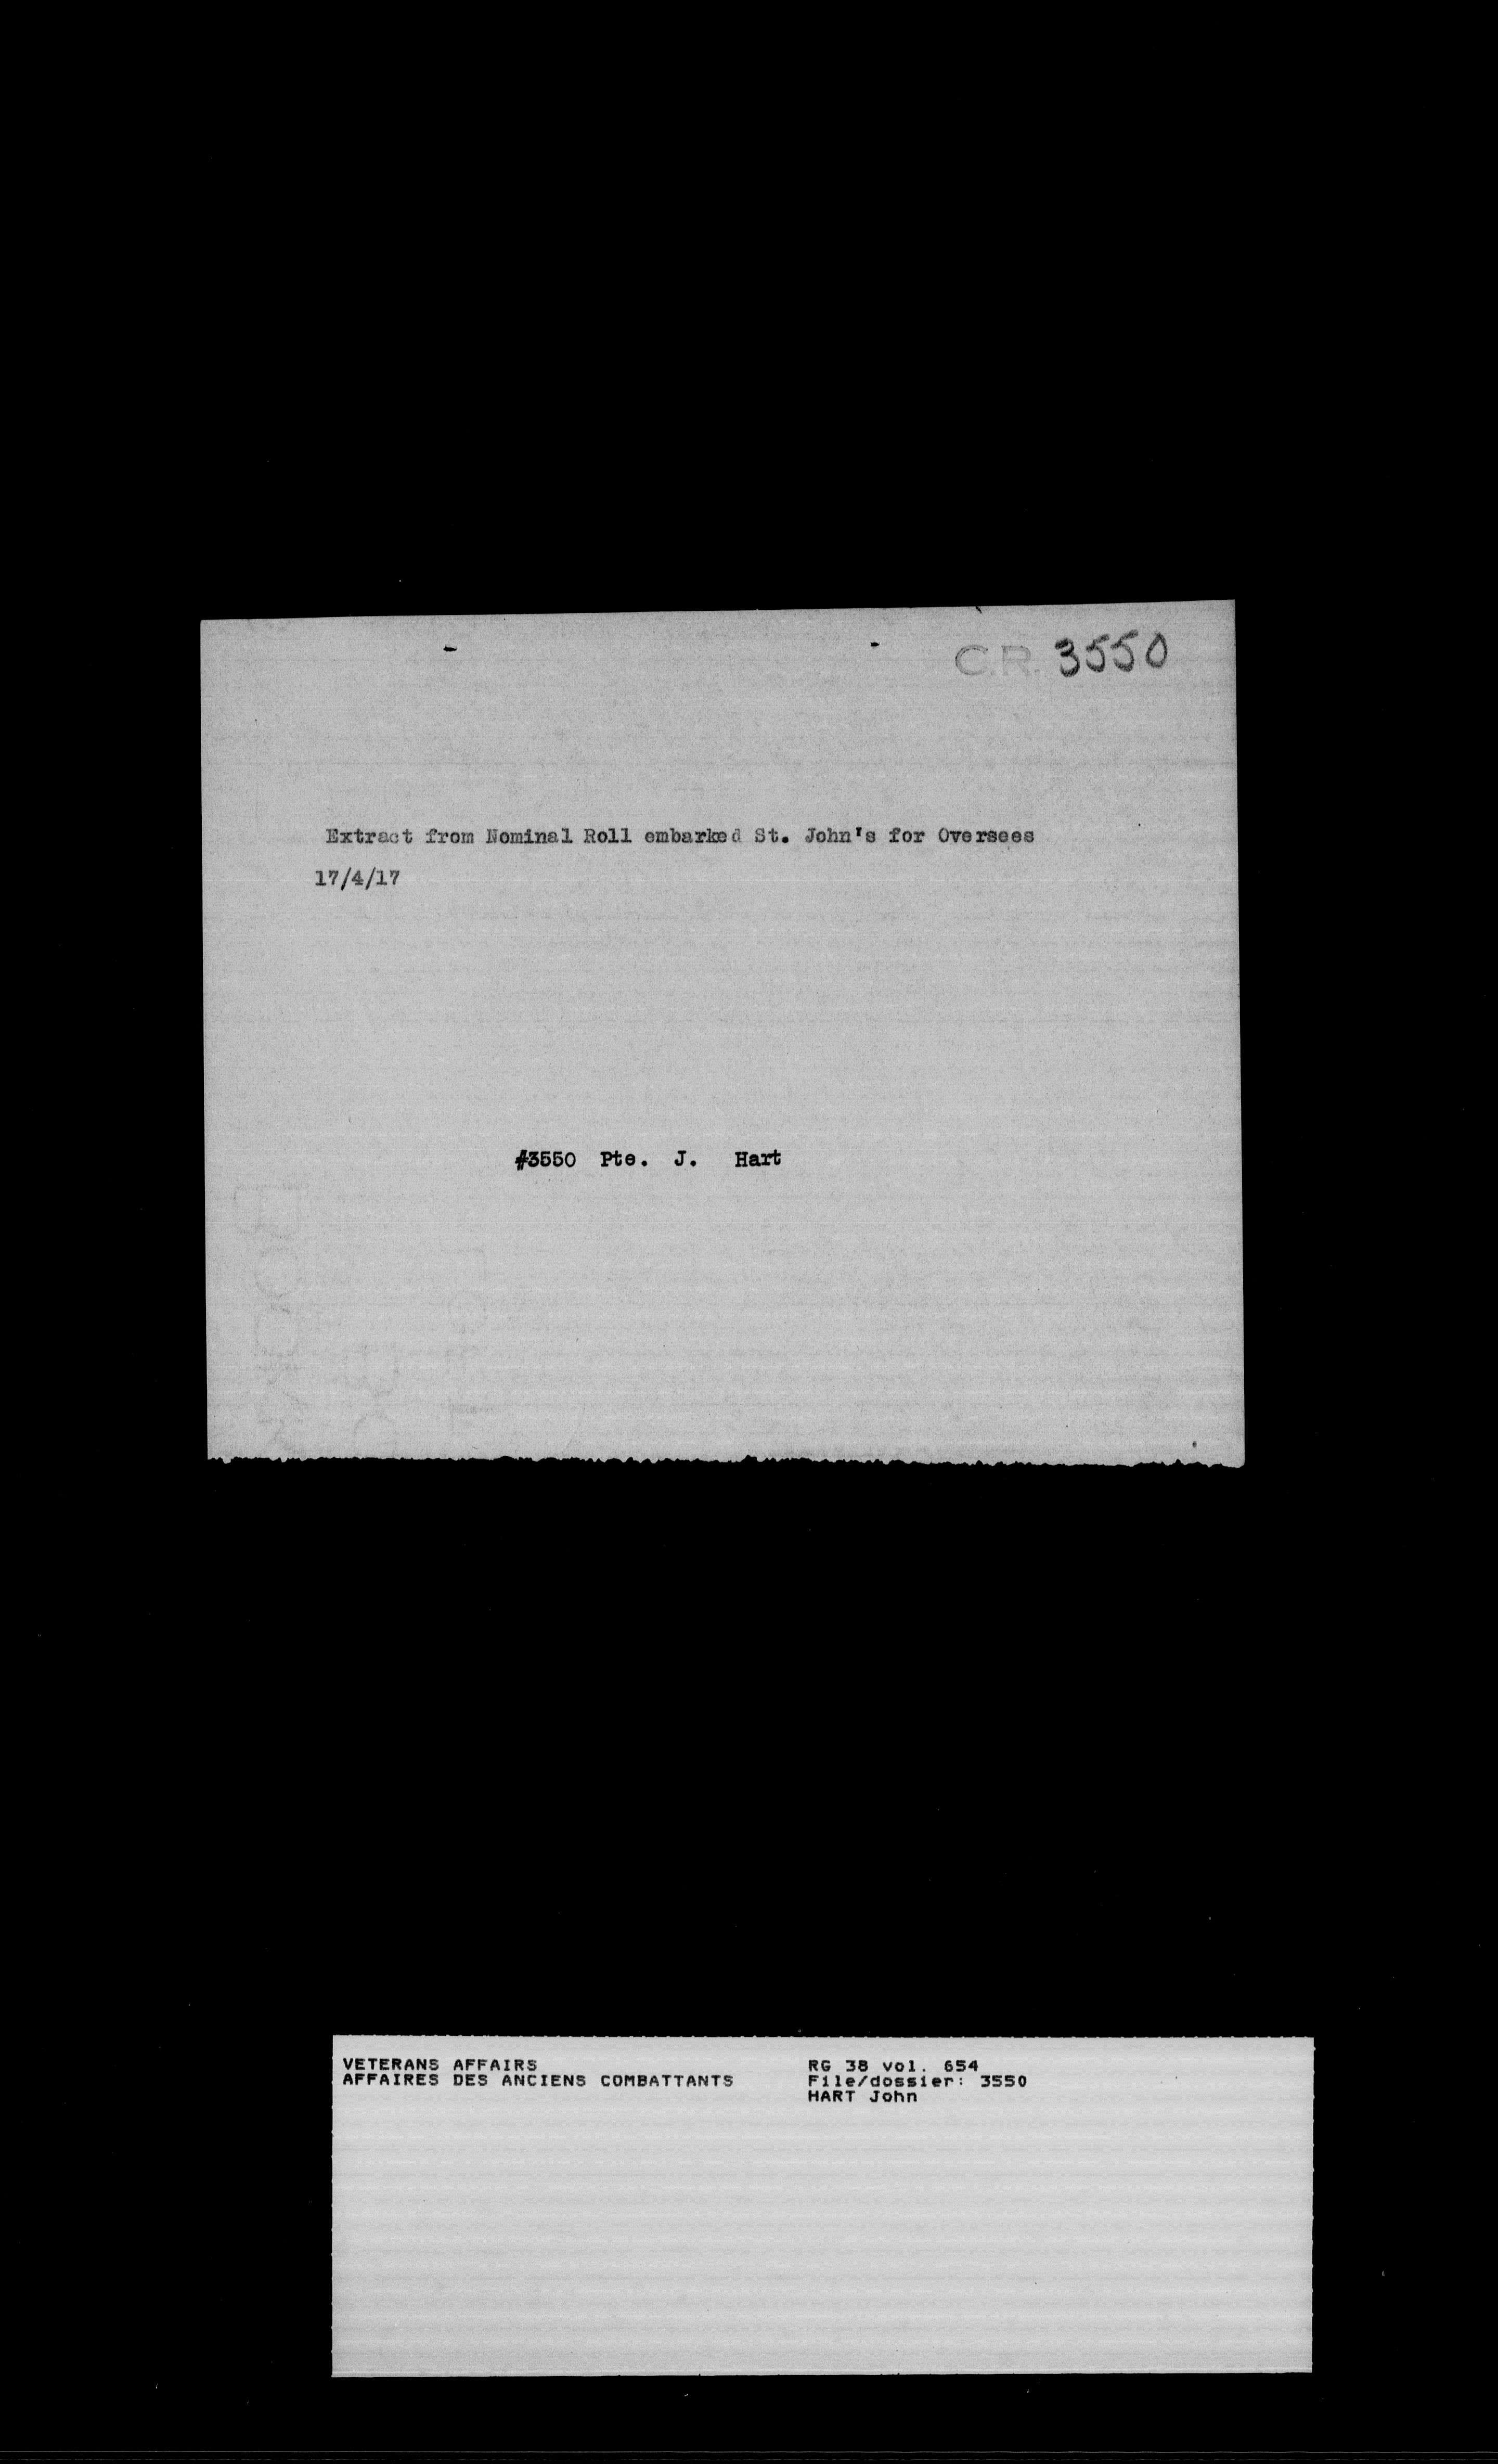 C.R. 3550
Extract from Nominal Roll embarked St. John's for Oversees
17/4/17
#3550 Pte. J. Hart
VETERANS AFFAIRS
AFFAIRES DES ANCIENS COMBATTANTS
RG 38 vol. 654
File/dossier: 3550
HART John